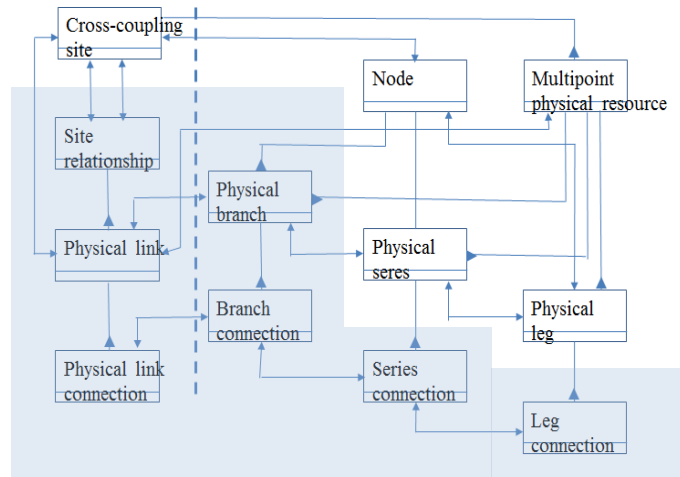 Cross-coupling
site
Node
Multipoint
physical resource
Site
relationship
Physical
branch
Physical link
Physical
seres
Branch
connection
Physical
leg
Physical link
connection
Series
connection
Leg
connection